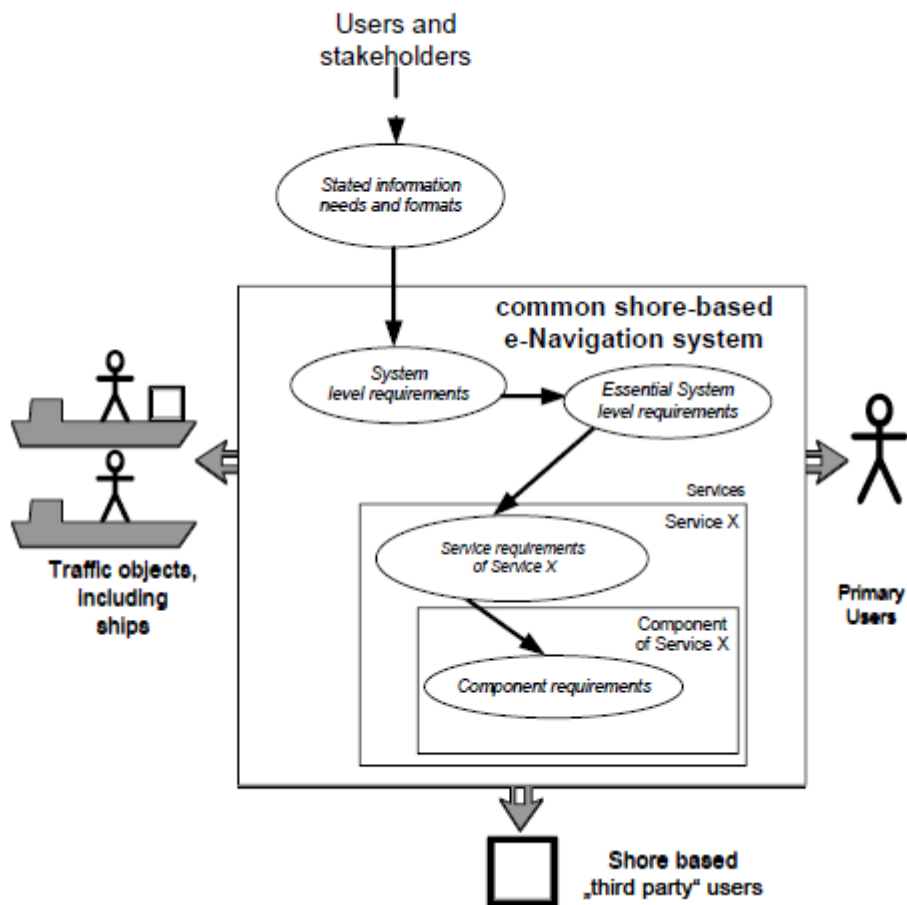 Users and
stakeholders
Stated information
needs and formats
common shore-based
e-Navigation system
System
level requirements
Essential System
level requirements
Services
Service X
Service requirements
of Service X
Traffic objects,
including
ships
Primary
Users
Component
of Service X
Component requirements
Shore based
„third party“ users